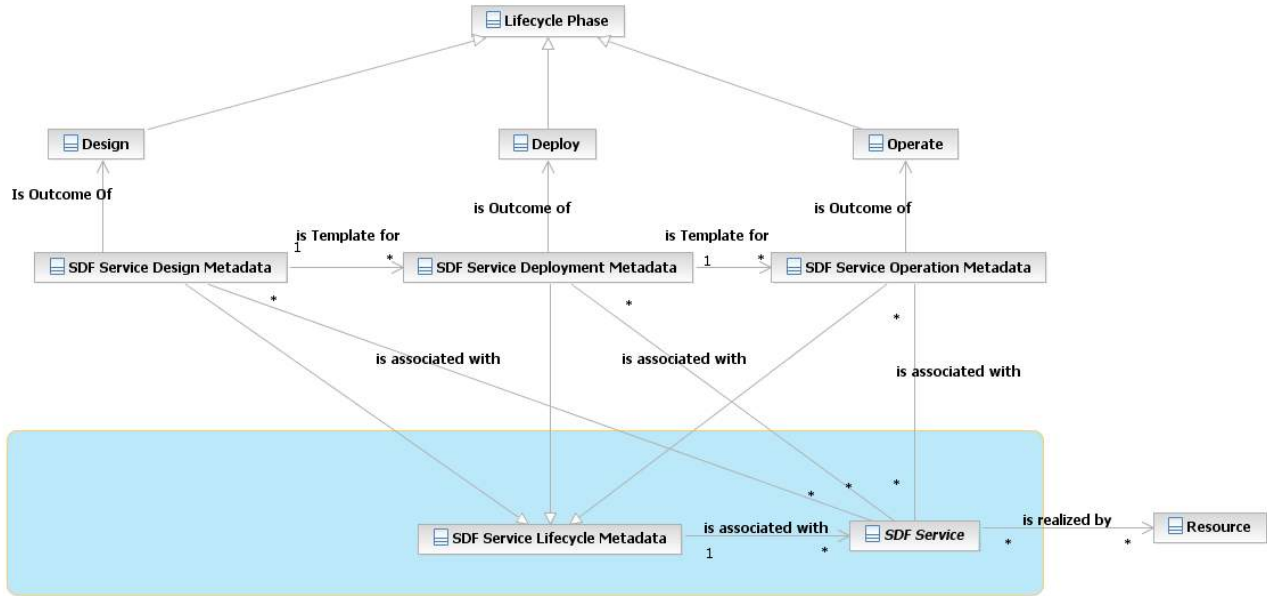 Lifecycle Phase
Design
Deploy
Operate
Is Outcome Of
is Outcome of
is Outcome of
is Template for
1
*
is Template for
1
*
SDF Service Design Metadata
SDF Service Deployment Metadata
SDF Service Operation Metadata
*
*
*
is associated with
is associated with
is associated with
*
*
*
SDF Service Lifecycle Metadata
is associated with
1
*
SDF Service
is realized by
*
*
Resource